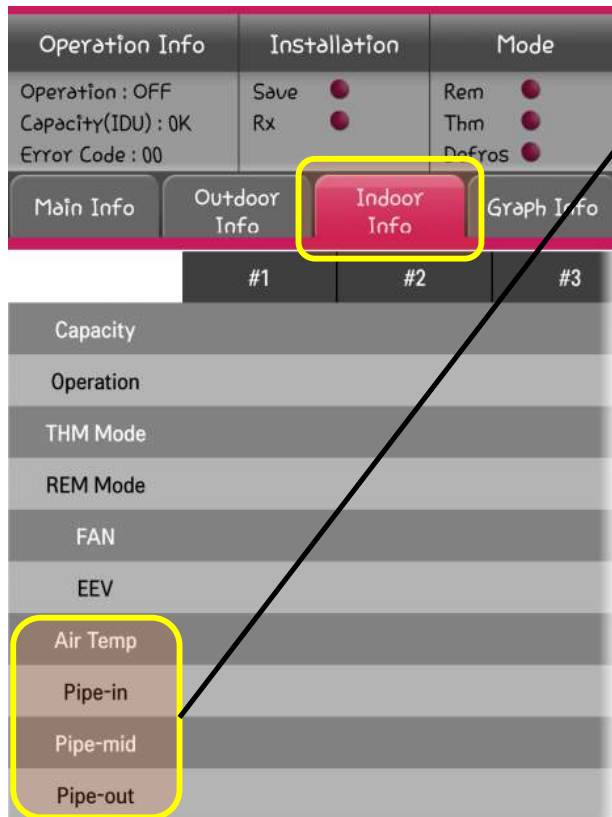 Operation Info
Installation
Mode
Operation : OFF
Capacity(IDU) : 0K
Error Code : 00
Save
Rx
Rem
Thm
Defros
Main Info
Outdoor
Info
Indoor
Info
Graph Info
#1 #2 #3
Capacity
Operation
THM Mode
REM Mode
FAN
EEV
Air Temp
Pipe-in
Pipe-mid
Pipe-out